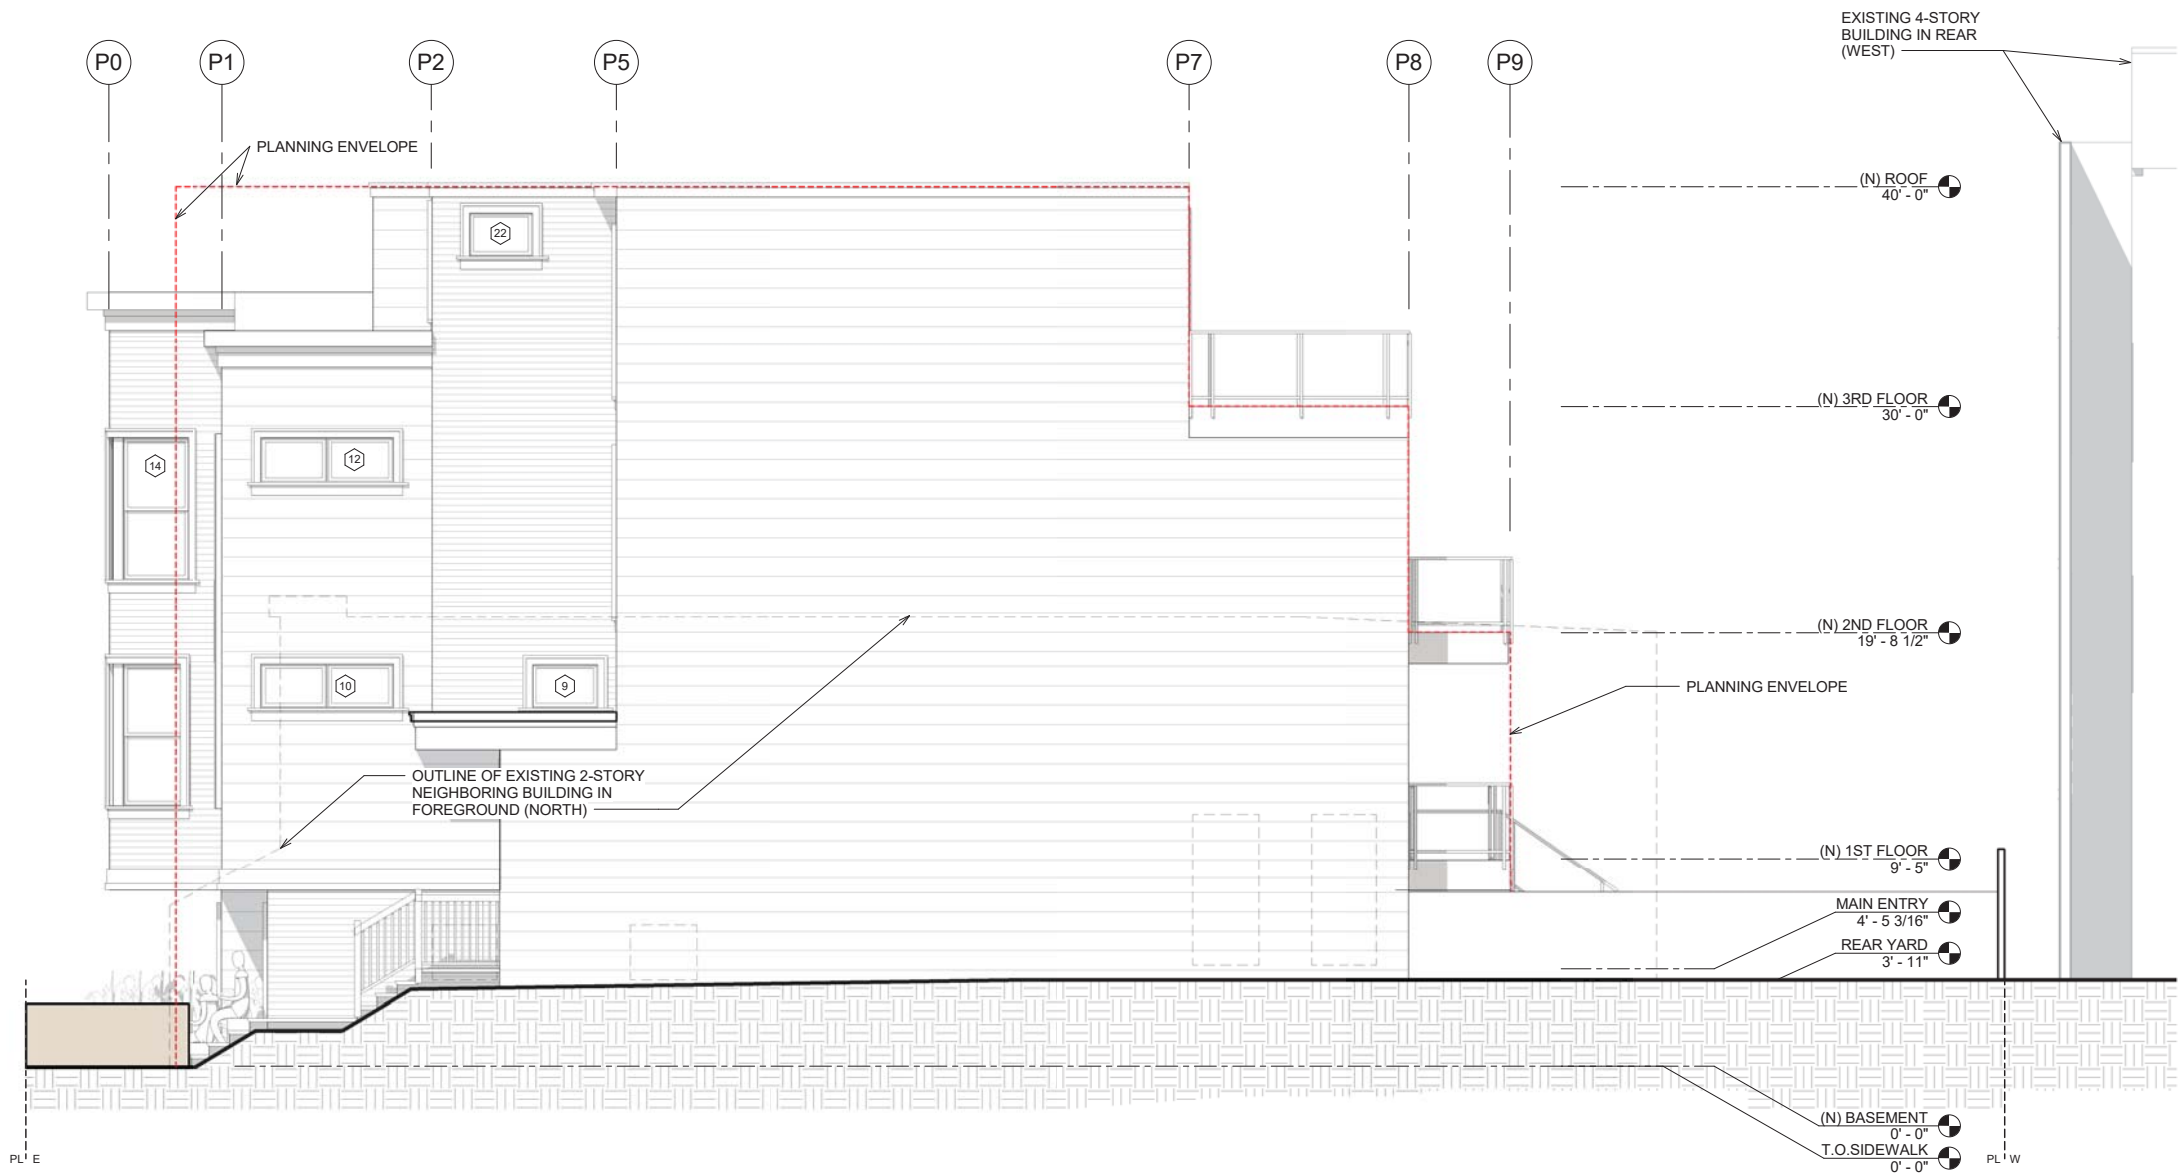 EXISTING 4-STORY
BUILDING IN REAR
(WEST)
P0
P1
P2
P5
P7
P8
P9
PLANNING ENVELOPE
(N) ROOF
40' - 0"
22
(N) 3RD FLOOR
30' - 0"
14
12
(N) 2ND FLOOR
19' - 8 1/2"
10
9
PLANNING ENVELOPE
OUTLINE OF EXISTING 2-STORY
NEIGHBORING BUILDING IN
FOREGROUND (NORTH)
(N) 1ST FLOOR
9' - 5"
MAIN ENTRY
4' - 5 3/16"
REAR YARD
3' - 11"
(N) BASEMENT
0' - 0"
T.O.SIDEWALK
0' - 0"
PL E
PL W